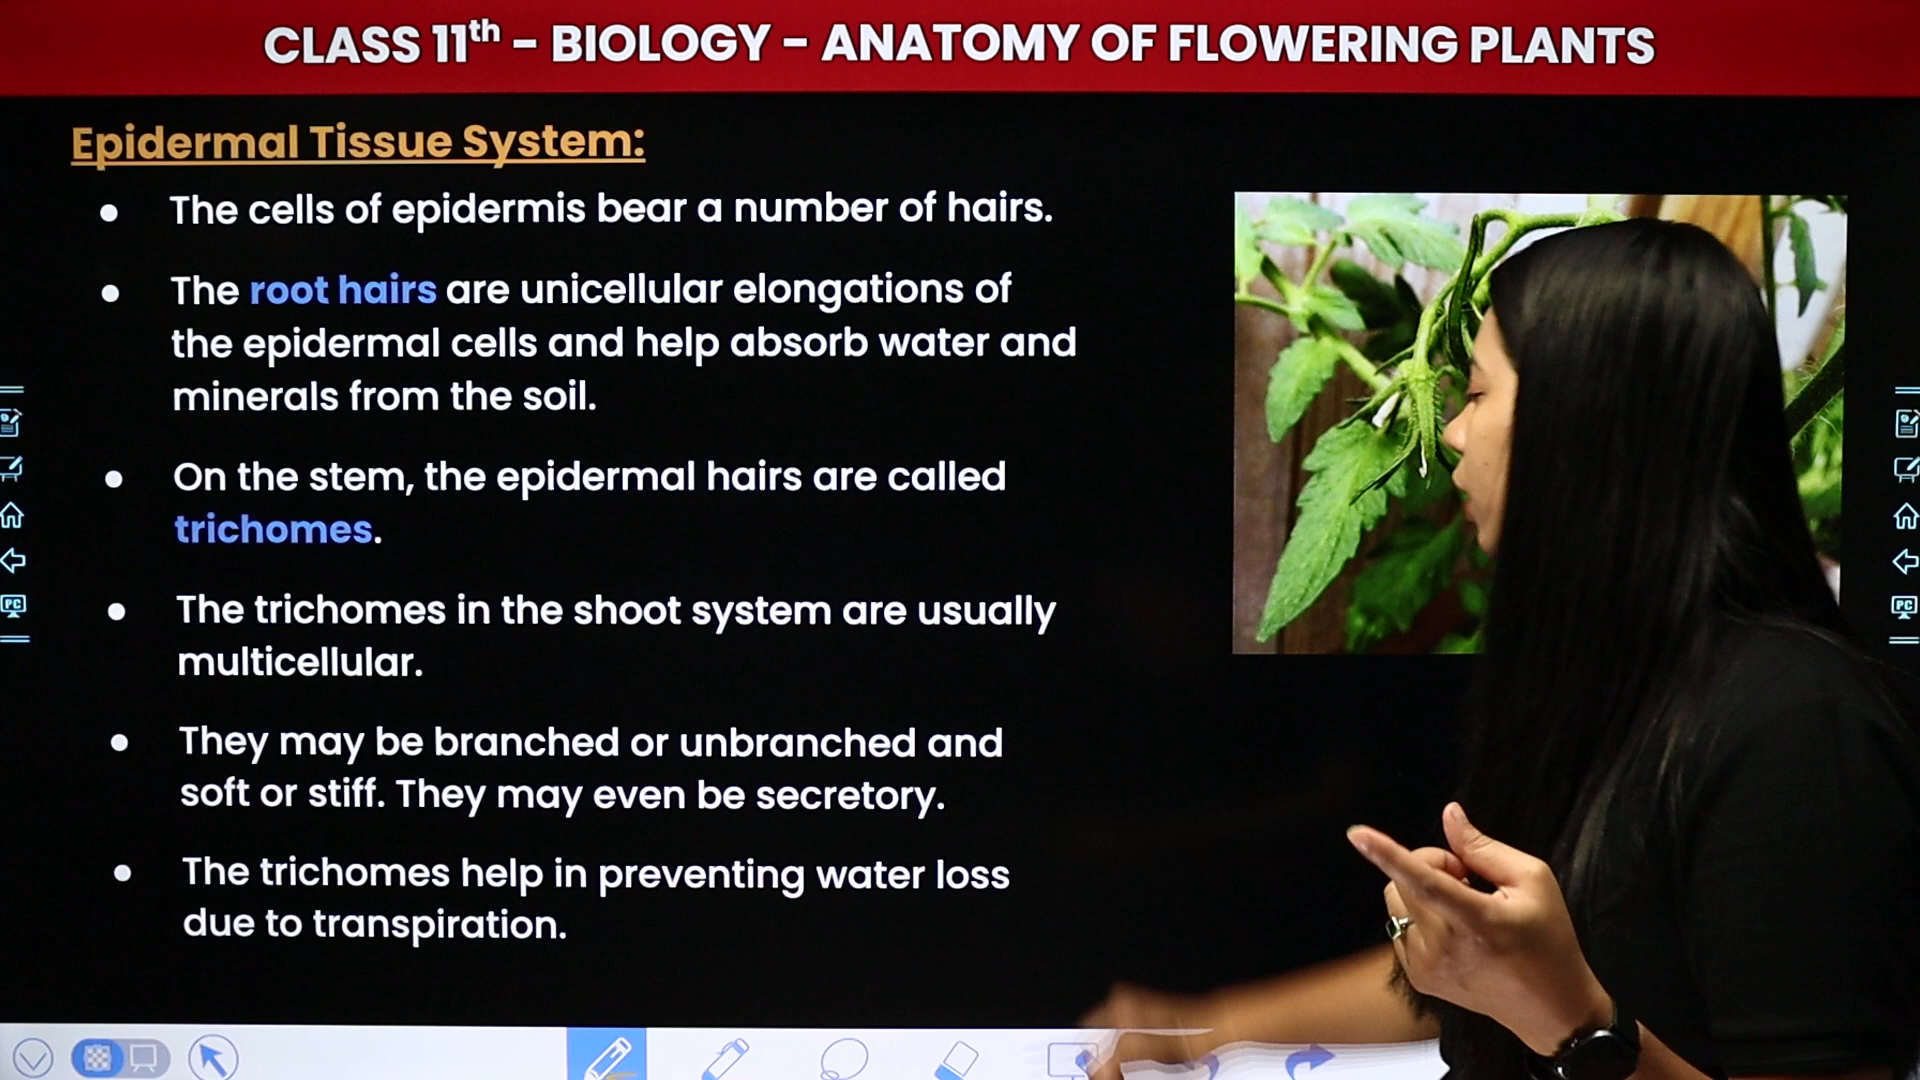 CLASS 11th - BIOLOGY - ANATOMY OF FLOWERING PLANTS
Epidermal Tissue System:
● The cells of epidermis bear a number of hairs.
● The root hairs are unicellular elongations of
the epidermal cells and help absorb water and
minerals from the soil.
● On the stem, the epidermal hairs are called
trichomes.
● The trichomes in the shoot system are usually
multicellular.
● They may be branched or unbranched and
soft or stiff. They may even be secretory.
● The trichomes help in preventing water loss
due to transpiration.
PC
PC